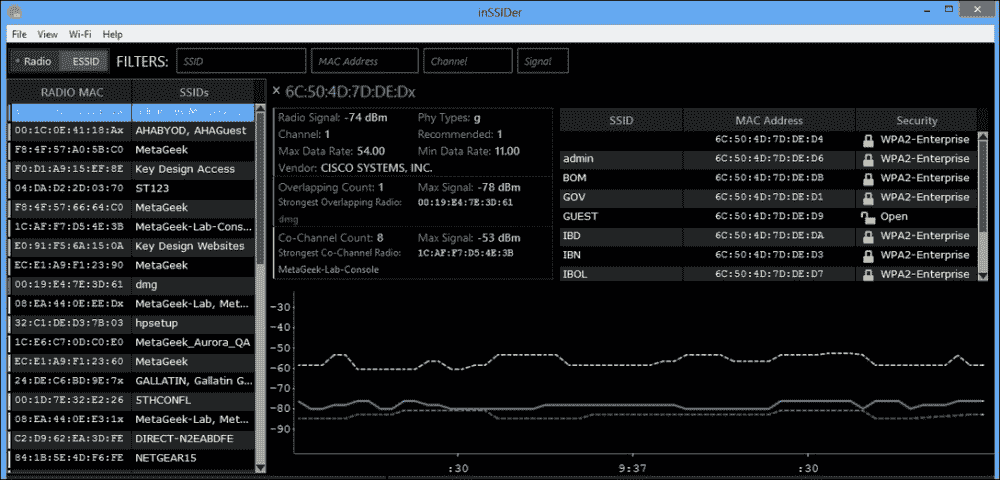 inSSIDer
File View Wi-Fi Help
Radio ESSID FILTERS: SSID MAC Address Channel Signal
RADIO MAC SSIDs
00:1C:0E:41:18:Ax AHABYOD, AHAGuest
F8:4F:57:A0:5B:C0 MetaGeek
F0:D1:A9:15:EF:8E Key Design Access
04:DA:D2:2D:03:70 ST123
F8:4F:57:66:64:C0 MetaGeek
1C:AF:F7:D5:4E:3B MetaGeek-Lab-Cons...
E0:91:F5:6A:15:0A Key Design Websites
EC:E1:A9:F1:23:90 MetaGeek
00:19:E4:7E:3D:61 dmg
08:EA:44:0E:EE:Dx MetaGeek-Lab, Met...
32:C1:DE:D3:7B:03 hpsetup
1C:E6:C7:0D:C0:E0 MetaGeek_Aurora_QA
EC:E1:A9:F1:23:60 MetaGeek
24:DE:C6:BD:9E:7x GALLATIN, Gallatin G...
00:1D:7E:32:E2:26 5THCONFL
08:EA:44:0E:E3:1x MetaGeek-Lab, Met...
C2:D9:62:EA:3D:FE DIRECT-N2EABDFE
84:1B:5E:4D:F6:FE NETGEAR15
× 6C:50:4D:7D:DE:Dx
Radio Signal: -74 dBm Phy Types: g
Channel: 1 Recommended: 1
Max Data Rate: 54.00 Min Data Rate: 11.00
Vendor: CISCO SYSTEMS, INC.
Overlapping Count: 1 Max Signal: -78 dBm
Strongest Overlapping Radio: 00:19:E4:7E:3D:61
dmg
Co-Channel Count: 8 Max Signal: -53 dBm
Strongest Co-Channel Radio: 1C:AF:F7:D5:4E:3B
MetaGeek-Lab-Console
SSID MAC Address Security
6C:50:4D:7D:DE:D4 WPA2-Enterprise
admin 6C:50:4D:7D:DE:D6 WPA2-Enterprise
BOM 6C:50:4D:7D:DE:DB WPA2-Enterprise
GOV 6C:50:4D:7D:DE:D1 WPA2-Enterprise
GUEST 6C:50:4D:7D:DE:D9 Open
IBD 6C:50:4D:7D:DE:DA WPA2-Enterprise
IBN 6C:50:4D:7D:DE:D3 WPA2-Enterprise
IBOL 6C:50:4D:7D:DE:D7 WPA2-Enterprise
-30
-40
-50
-60
-70
-80
-90
:30 9:37 :30